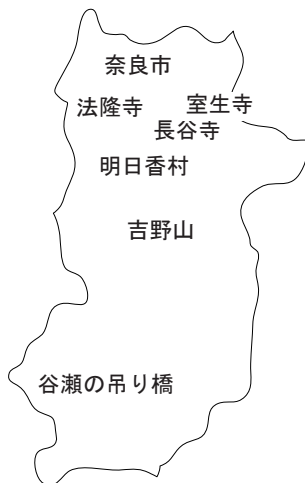 奈良市
法隆寺
室生寺
長谷寺
明日香村
吉野山
谷瀬の吊り橋